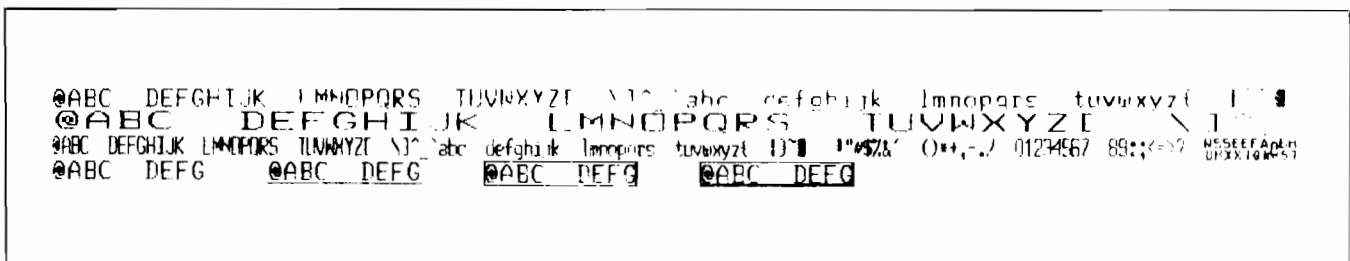 @ABC DEFGHIJK LMNOPQRS TUVWXYZ[ \]^_`abc defghijk lmnopqrs tuvwxyz{ |}~
@ABC DEFGHIJK LMNOPQRS TUVWXYZ[ \]^
@ABC DEFGHIJK LMNOPQRS TUVWXYZ[ \]^_`abc defghijk lmnopqrs tuvwxyz{ |}~ !"#$%&' ()*+,-./ 01234567 89:;<=>?
@ABC DEFG @ABC DEFG @ABC DEFG @ABC DEFG